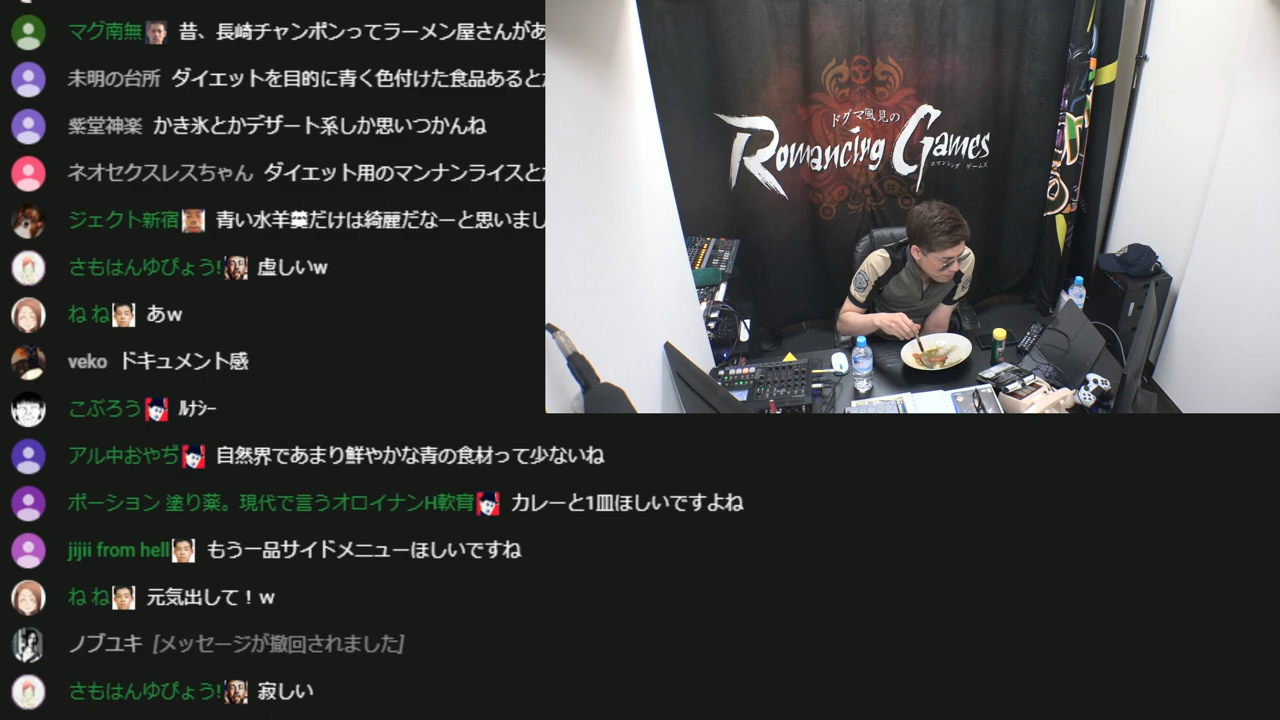 マグ南無 昔、長崎チャンポンってラーメン屋さんがあ
未明の台所 ダイエットを目的に青く色付けた食品あるとか
紫堂神楽 かき氷とかデザート系しか思いつかんね
ネオセクスレスちゃん ダイエット用のマンナンライスとか
ジェクト新宿 青い水羊羹だけは綺麗だなーと思いまし
さもはんゆぴょう! 虚しいw
ね ね あw
veko ドキュメント感
こぶろう ﾙﾅｼｰ
アル中おやぢ 自然界であまり鮮やかな青の食材って少ないね
ポーション 塗り薬。現代で言うオロイナンH軟膏 カレーと1皿ほしいですよね
jijii from hell もう一品サイドメニューほしいですね
ね ね 元気出して！w
ノブユキ [メッセージが撤回されました]
さもはんゆぴょう! 寂しい
ドグマ風見の
Romancing Games
ロマンシング ゲームズ